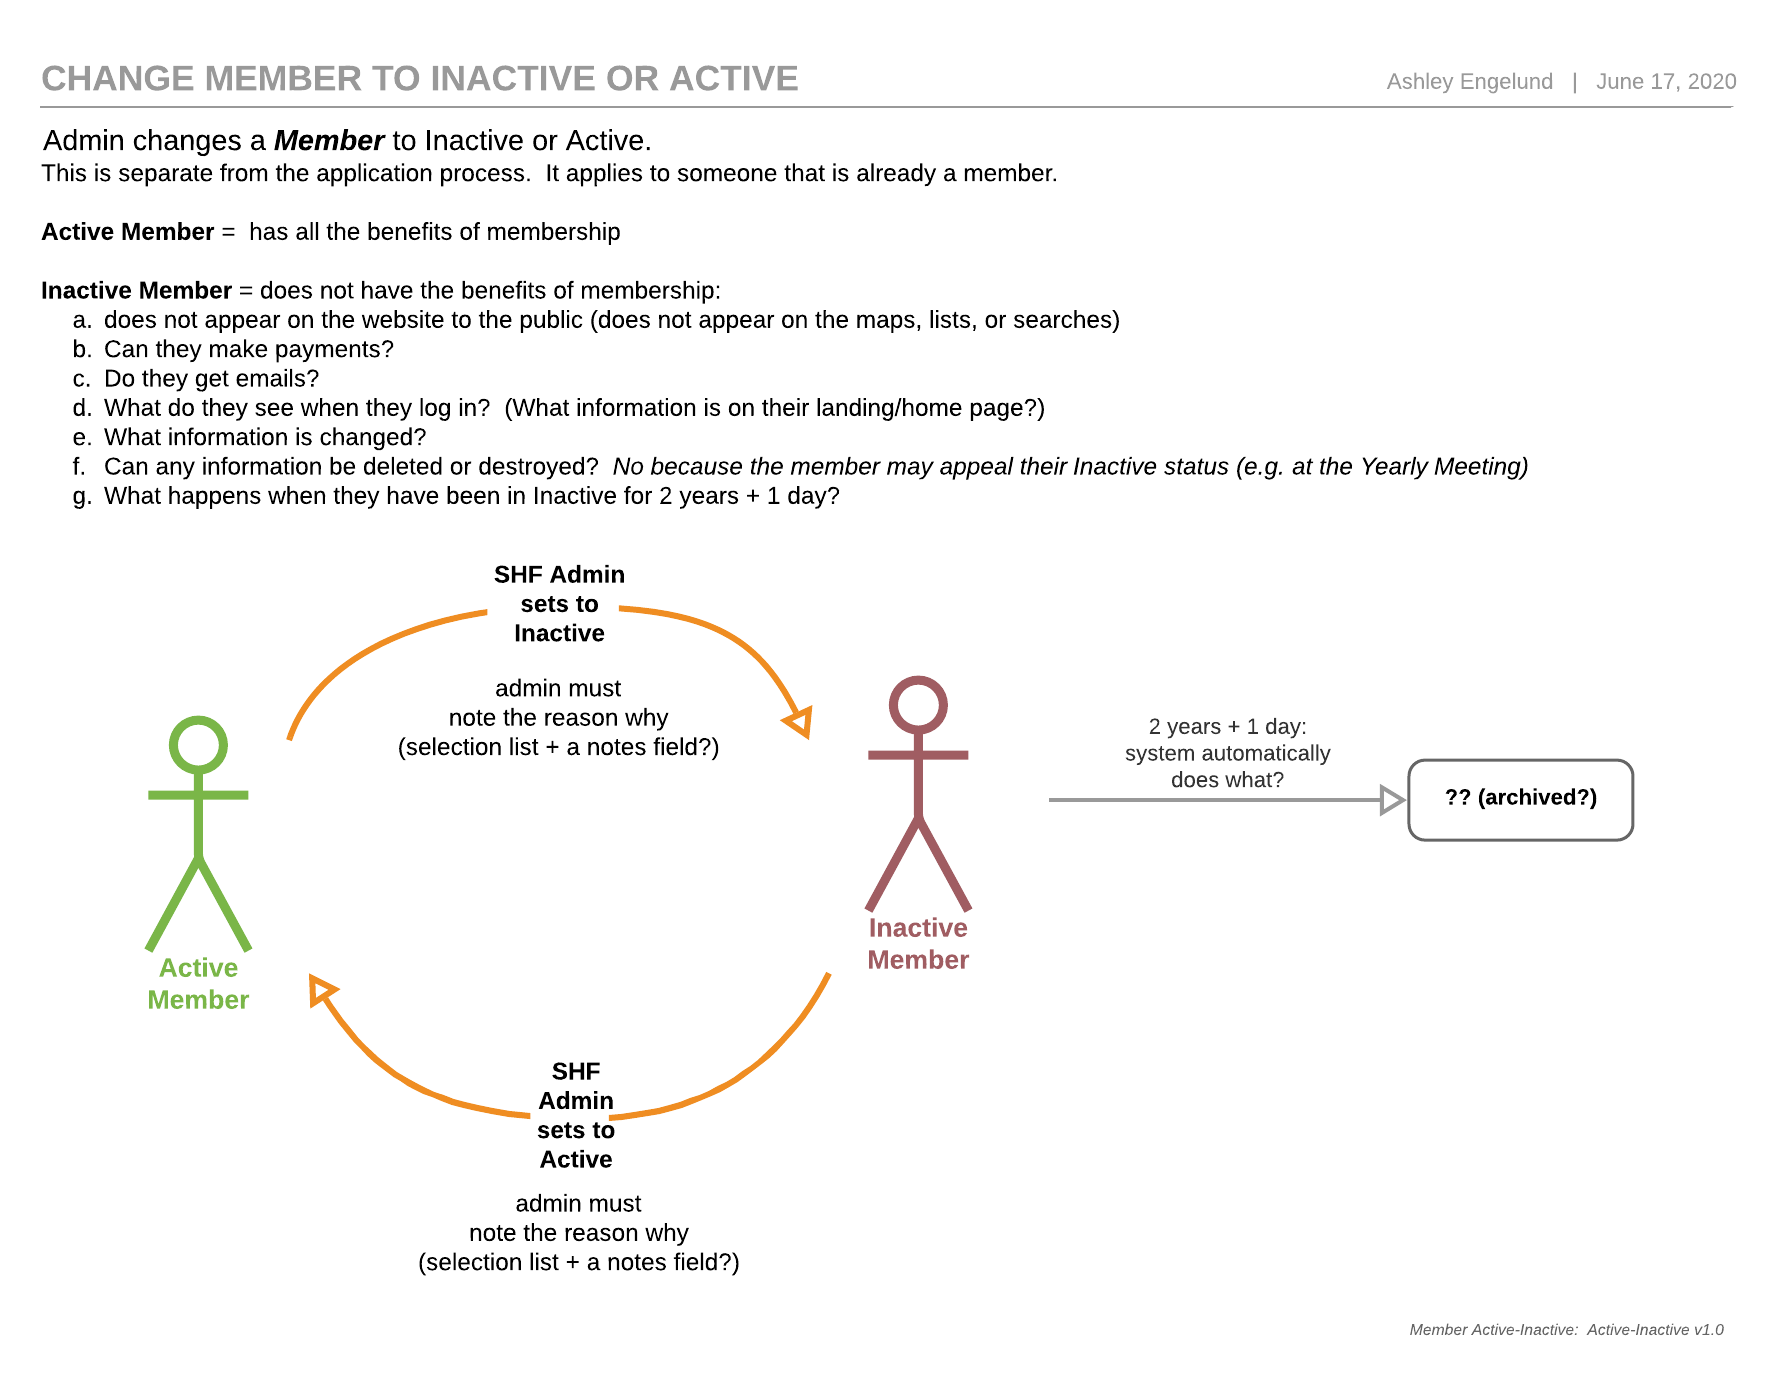 CHANGE MEMBER TO INACTIVE OR ACTIVE
Ashley Engelund | June 17, 2020
Admin changes a Member to Inactive or Active.
This is separate from the application process. It applies to someone that is already a member.
Active Member = has all the benefits of membership
Inactive Member = does not have the benefits of membership:
a. does not appear on the website to the public (does not appear on the maps, lists, or searches)
b. Can they make payments?
c. Do they get emails?
d. What do they see when they log in? (What information is on their landing/home page?)
e. What information is changed?
f. Can any information be deleted or destroyed? No because the member may appeal their Inactive status (e.g. at the Yearly Meeting)
g. What happens when they have been in Inactive for 2 years + 1 day?
SHF Admin
sets to
Inactive
admin must
note the reason why
(selection list + a notes field?)
2 years + 1 day:
system automatically
does what?
?? (archived?)
Inactive
Member
Active
Member
SHF
Admin
sets to
Active
admin must
note the reason why
(selection list + a notes field?)
Member Active-Inactive: Active-Inactive v1.0